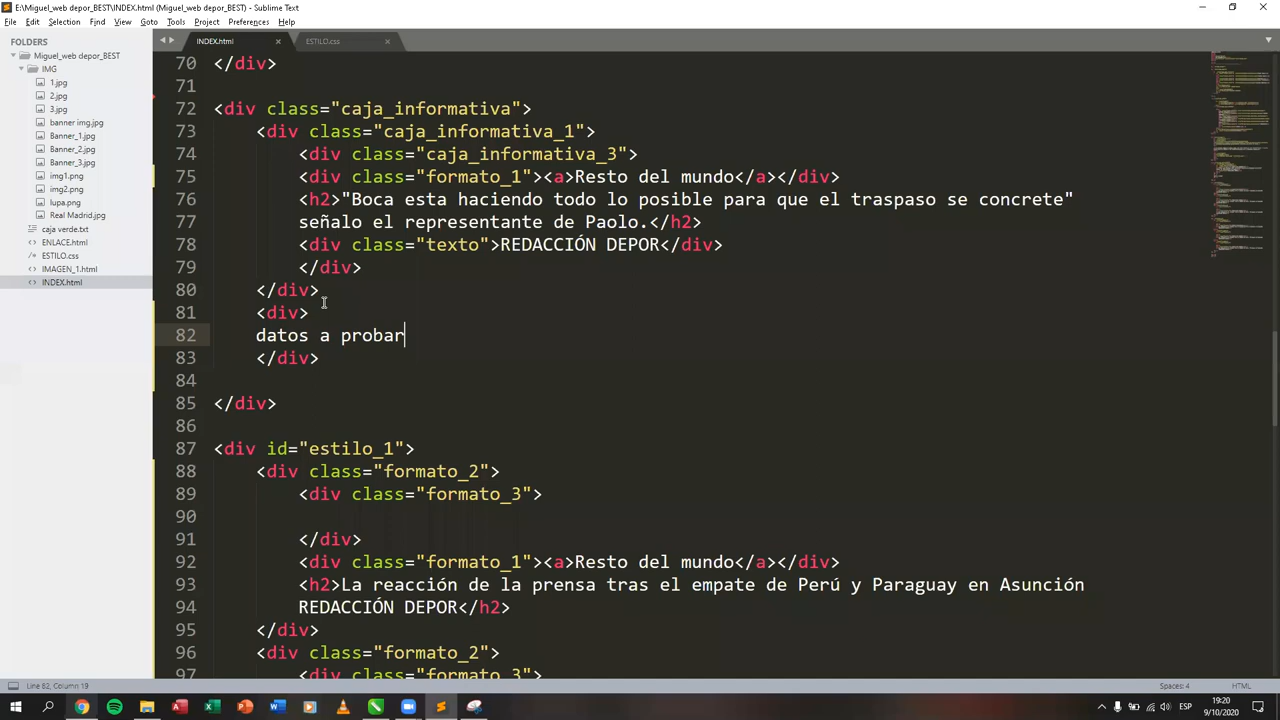 E:\Miguel_web depor_BEST\INDEX.html (Miguel_web depor_BEST) - Sublime Text
File Edit Selection Find View Goto Tools Project Preferences Help
FOLDERS
Miguel_web depor_BEST
IMG
1.jpg
2.jpg
3.jpg
banner img.jpg
Banner_1.jpg
Banner_2.jpg
Banner_3.jpg
img1.png
img2.png
lupa.png
Real Madrid.jpg
caja verde.txt
ENLACE.html
ESTILO.css
IMAGEN_1.html
INDEX.html
INDEX.html ESTILO.css
70 </div>
71
72 <div class="caja_informativa">
73 <div class="caja_informativa_1">
74 <div class="caja_informativa_3">
75 <div class="formato_1"><a>Resto del mundo</a></div>
76 <h2>"Boca esta haciendo todo lo posible para que el traspaso se concrete"
77 señalo el representante de Paolo.</h2>
78 <div class="texto">REDACCIÓN DEPOR</div>
79 </div>
80 </div>
81 <div>
82 datos a probar
83 </div>
84
85 </div>
86
87 <div id="estilo_1">
88 <div class="formato_2">
89 <div class="formato_3">
90
91 </div>
92 <div class="formato_1"><a>Resto del mundo</a></div>
93 <h2>La reacción de la prensa tras el empate de Perú y Paraguay en Asunción
94 REDACCIÓN DEPOR</h2>
95 </div>
96 <div class="formato_2">
97 <div class="formato_3">
Line 82, Column 19 Spaces: 4 HTML
ESP 19:20
9/10/2020